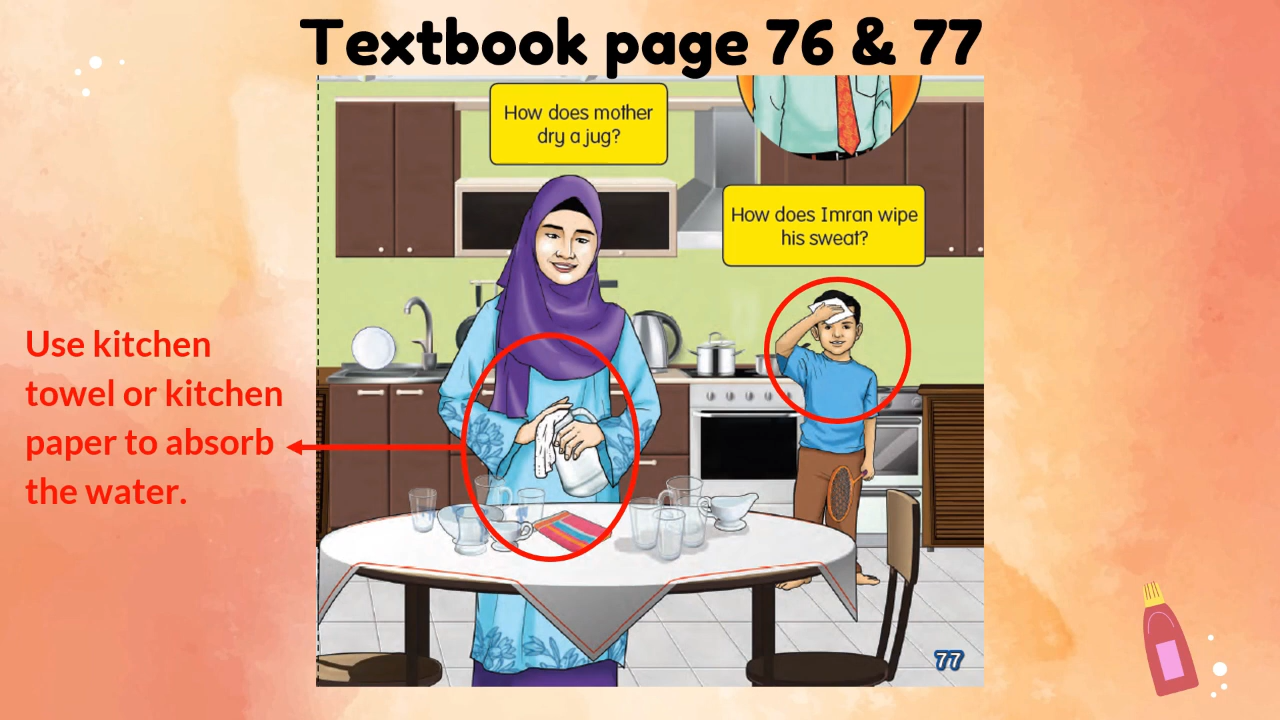 Textbook page 76 & 77
How does mother
dry a jug?
How does Imran wipe
his sweat?
Use kitchen
towel or kitchen
paper to absorb
the water.
77